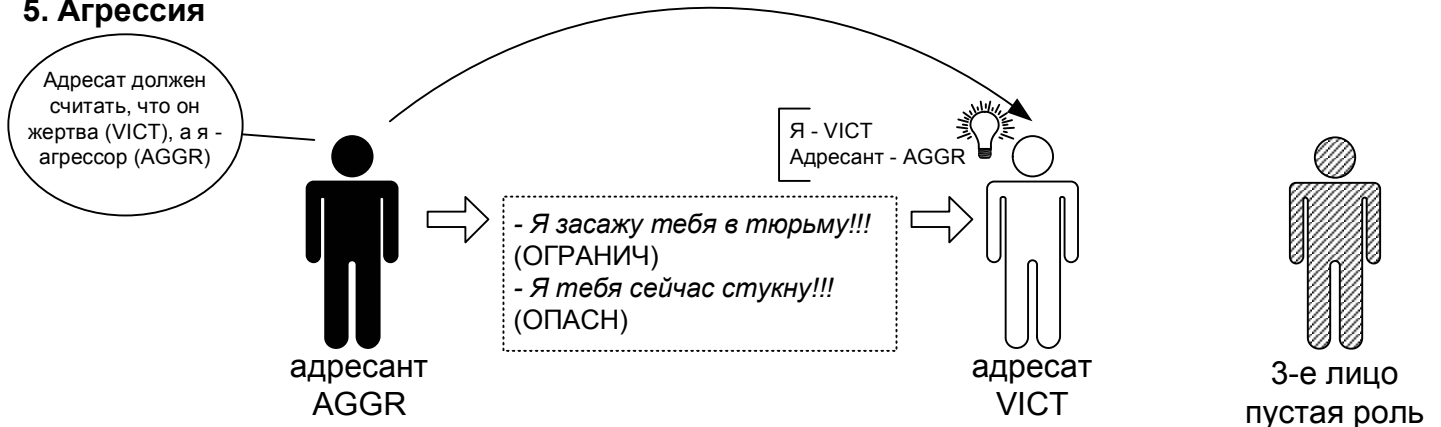 5. Агрессия
Адресат должен
считать, что он
жертва (VICT), а я -
агрессор (AGGR)
Я - VICT
Адресант - AGGR
- Я засажу тебя в тюрьму!!!
(ОГРАНИЧ)
- Я тебя сейчас стукну!!!
(ОПАСН)
адресант
AGGR
адресат
VICT
3-е лицо
пустая роль